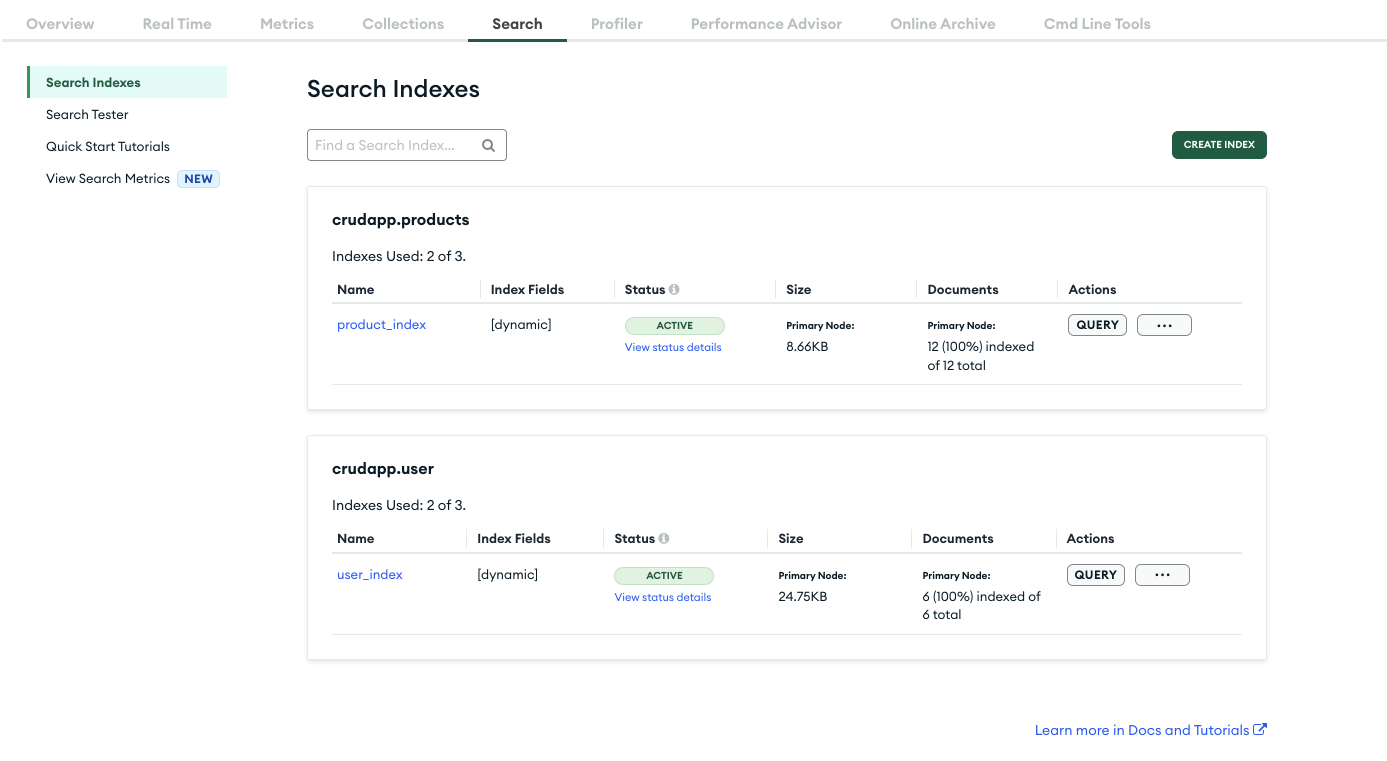 Overview Real Time Metrics Collections Search Profiler Performance Advisor Online Archive Cmd Line Tools
Search Indexes
Search Tester
Quick Start Tutorials
View Search Metrics NEW
Search Indexes
Find a Search Index...
CREATE INDEX
crudapp.products
Indexes Used: 2 of 3.
Name Index Fields Status Size Documents Actions
product_index [dynamic] ACTIVE Primary Node: Primary Node: QUERY ...
View status details 8.66KB 12 (100%) indexed
of 12 total
crudapp.user
Indexes Used: 2 of 3.
Name Index Fields Status Size Documents Actions
user_index [dynamic] ACTIVE Primary Node: Primary Node: QUERY ...
View status details 24.75KB 6 (100%) indexed of
6 total
Learn more in Docs and Tutorials